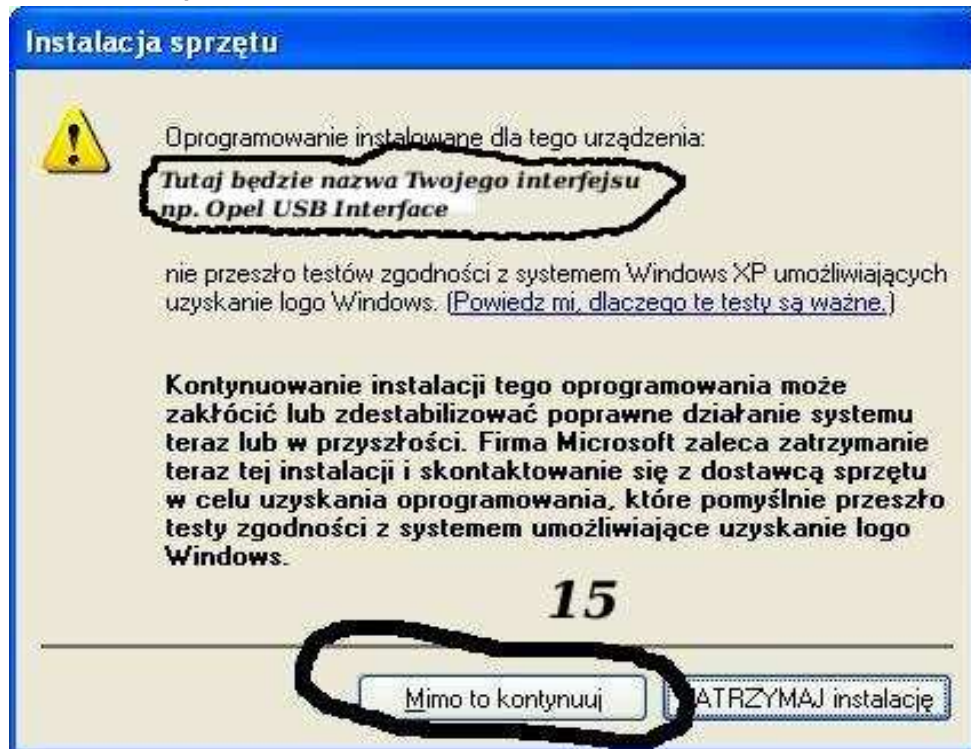 Instalacja sprzętu
Oprogramowanie instalowane dla tego urządzenia:
Tutaj będzie nazwa Twojego interfejsu
np. Opel USB Interface
nie przeszło testów zgodności z systemem Windows XP umożliwiających
uzyskanie logo Windows. (Powiedz mi, dlaczego te testy są ważne.)
Kontynuowanie instalacji tego oprogramowania może
zakłócić lub zdestabilizować poprawne działanie systemu
teraz lub w przyszłości. Firma Microsoft zaleca zatrzymanie
teraz tej instalacji i skontaktowanie się z dostawcą sprzętu
w celu uzyskania oprogramowania, które pomyślnie przeszło
testy zgodności z systemem umożliwiające uzyskanie logo
Windows.
15
Mimo to kontynuuj ZATRZYMAJ instalację